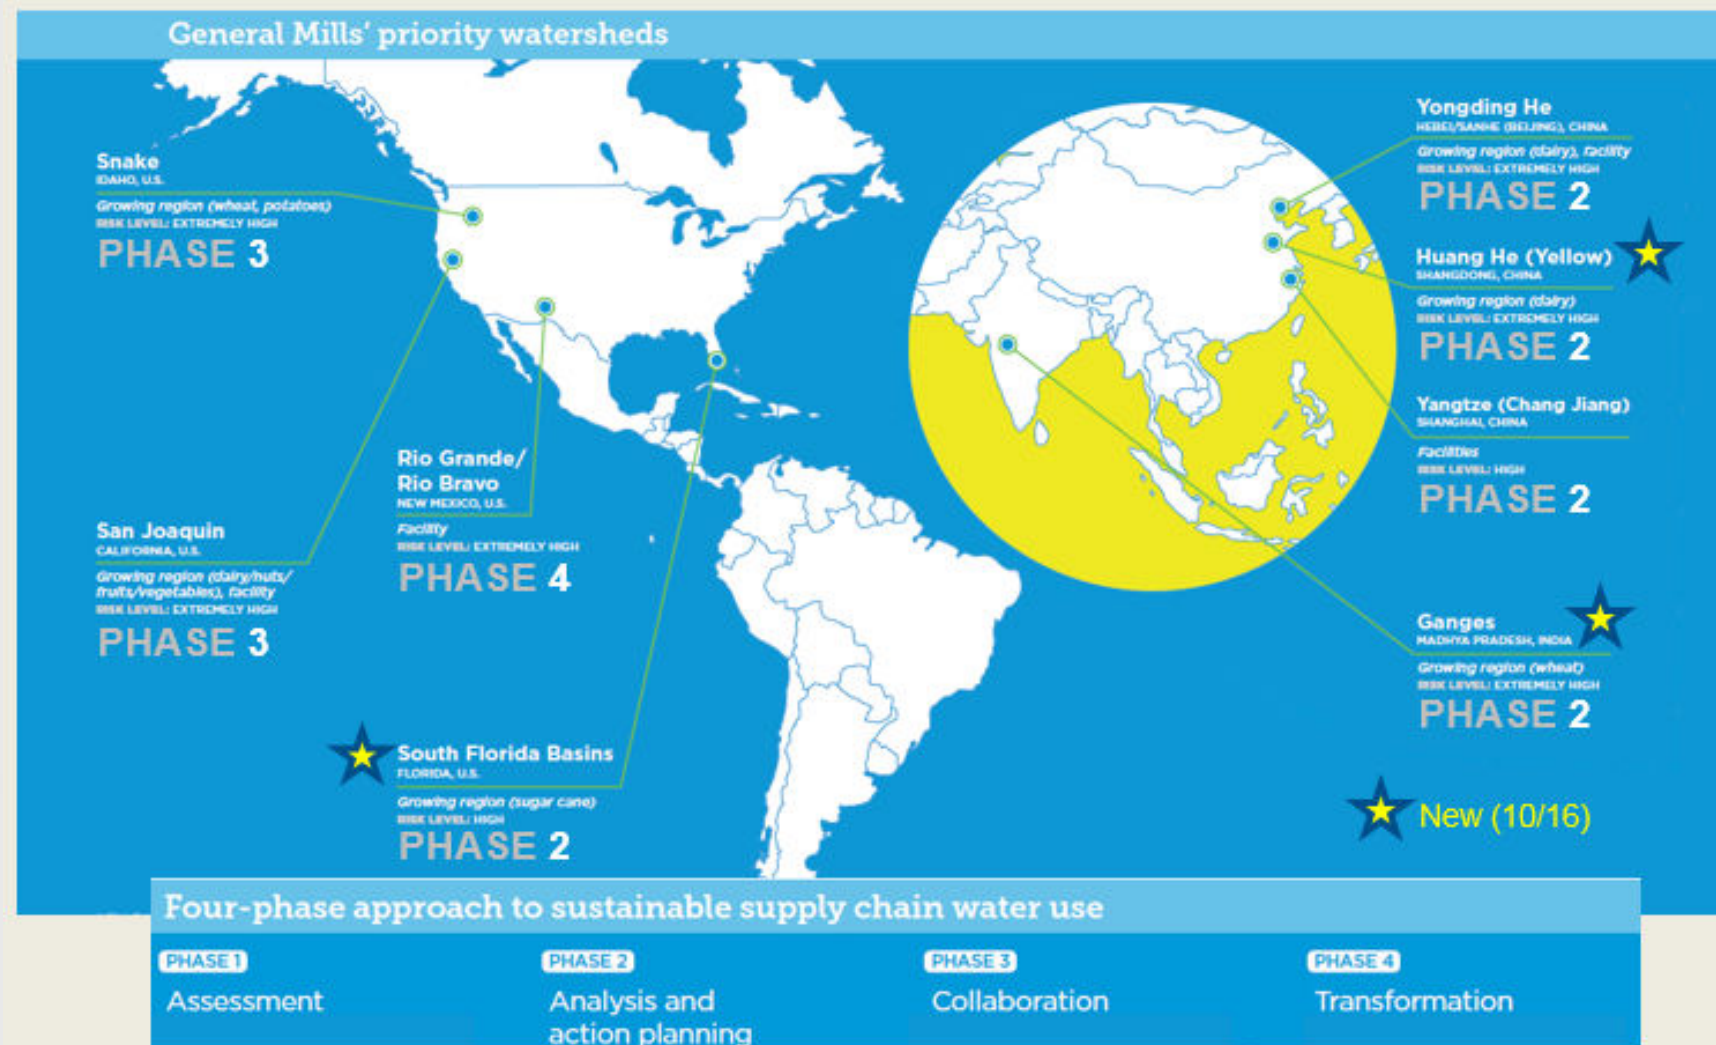 General Mills' priority watersheds
Snake
IDAHO, U.S.
Growing region (wheat, potatoes)
RISK LEVEL: EXTREMELY HIGH
PHASE 3
San Joaquin
CALIFORNIA, U.S.
Growing region (dairy/nuts/
fruits/vegetables), facility
RISK LEVEL: EXTREMELY HIGH
PHASE 3
Rio Grande/
Rio Bravo
NEW MEXICO, U.S.
Facility
RISK LEVEL: EXTREMELY HIGH
PHASE 4
South Florida Basins
FLORIDA, U.S.
Growing region (sugar cane)
RISK LEVEL: HIGH
PHASE 2
Yongding He
HEBEI/SANHE (BEIJING), CHINA
Growing region (dairy), facility
RISK LEVEL: EXTREMELY HIGH
PHASE 2
Huang He (Yellow)
SHANGDONG, CHINA
Growing region (dairy)
RISK LEVEL: EXTREMELY HIGH
PHASE 2
Yangtze (Chang Jiang)
SHANGHAI, CHINA
Facilities
RISK LEVEL: HIGH
PHASE 2
Ganges
MADHYA PRADESH, INDIA
Growing region (wheat)
RISK LEVEL: EXTREMELY HIGH
PHASE 2
New (10/16)
Four-phase approach to sustainable supply chain water use
PHASE 1
Assessment
PHASE 2
Analysis and
action planning
PHASE 3
Collaboration
PHASE 4
Transformation